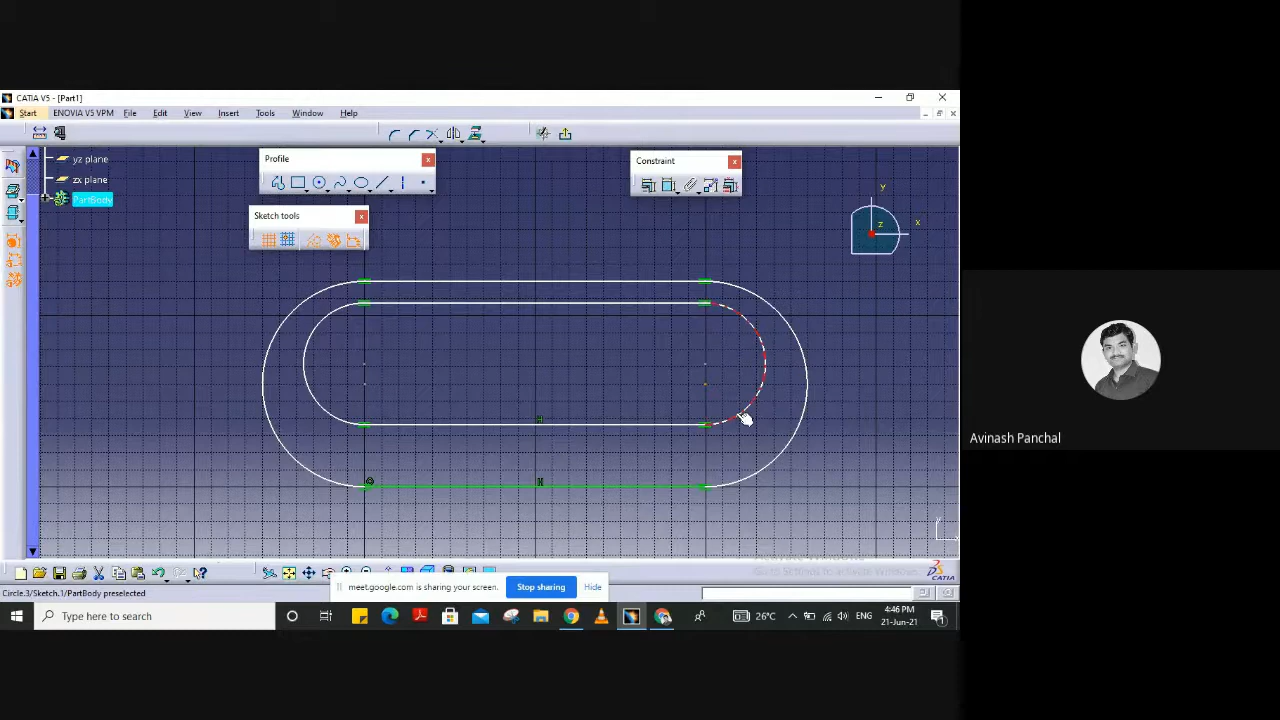 CATIA V5 - [Part1]
Start ENOVIA V5 VPM File Edit View Insert Tools Window Help
yz plane
zx plane
PartBody
Profile
Constraint
Sketch tools
y
z
x
H
H
y
meet.google.com is sharing your screen. Stop sharing Hide
CATIA
Circle.3/Sketch.1/PartBody preselected
Type here to search
26°C ENG 4:46 PM
21-Jun-21
Avinash Panchal